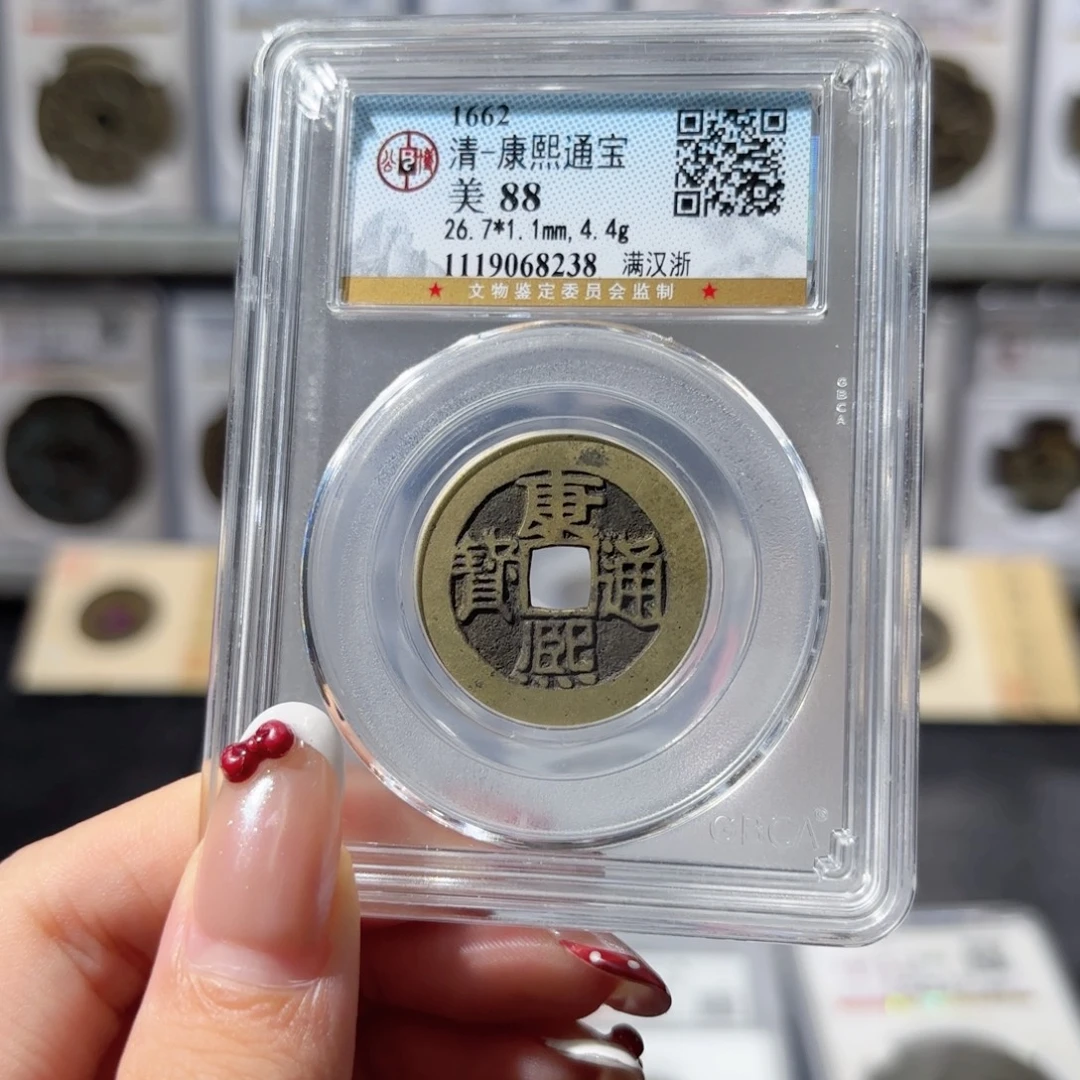 1662
清-康熙通宝
美 88
26.7*1.1mm,4.4g
1119068238 满汉浙
★ 文物鉴定委员会监制 ★
GBCA
康熙通寶
GBCA